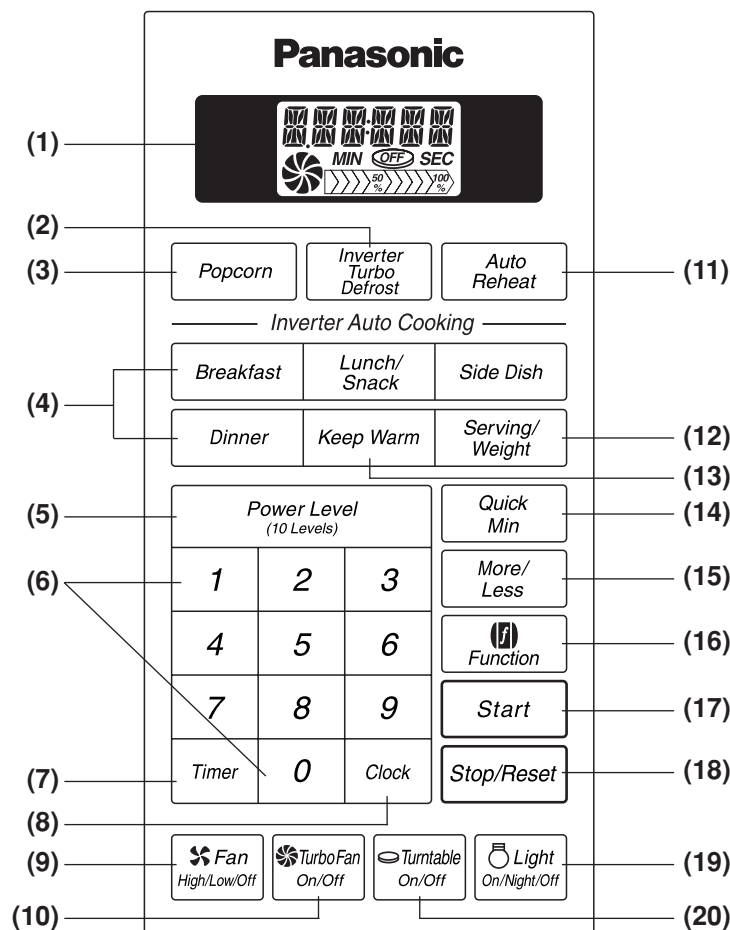 Panasonic
(1)
MIN OFF SEC
50 % 100 %
(2)
(3)
Popcorn
Inverter
Turbo
Defrost
Auto
Reheat
(11)
Inverter Auto Cooking
(4)
Breakfast
Lunch/
Snack
Side Dish
Dinner
Keep Warm
Serving/
Weight
(12)
(13)
(5)
Power Level
(10 Levels)
Quick
Min
(14)
(6)
1 2 3
More/
Less
(15)
4 5 6
f
Function
(16)
7 8 9
Start
(17)
(7)
Timer
0
Clock
Stop/Reset
(18)
(8)
(9)
Fan
High/Low/Off
TurboFan
On/Off
Turntable
On/Off
Light
On/Night/Off
(19)
(10)
(20)